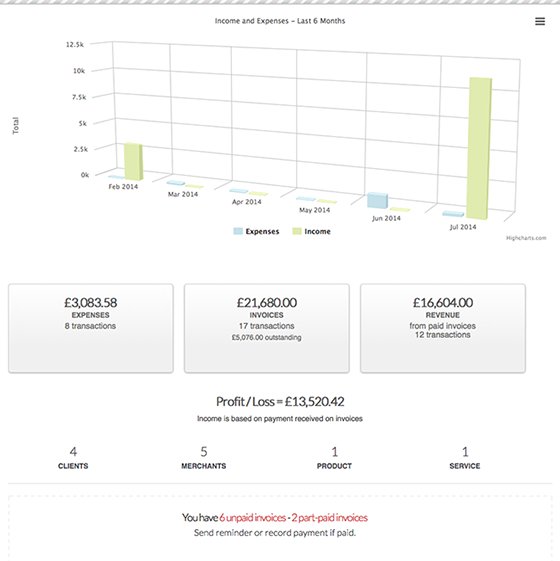 Income and Expenses – Last 6 Months
12.5k
10k
7.5k
5k
2.5k
0k
Total
Feb 2014
Mar 2014
Apr 2014
May 2014
Jun 2014
Jul 2014
Expenses
Income
Highcharts.com
£3,083.58
EXPENSES
8 transactions
£21,680.00
INVOICES
17 transactions
£5,076.00 outstanding
£16,604.00
REVENUE
from paid invoices
12 transactions
Profit / Loss = £13,520.42
Income is based on payment received on invoices
4
CLIENTS
5
MERCHANTS
1
PRODUCT
1
SERVICE
You have 6 unpaid invoices - 2 part-paid invoices
Send reminder or record payment if paid.